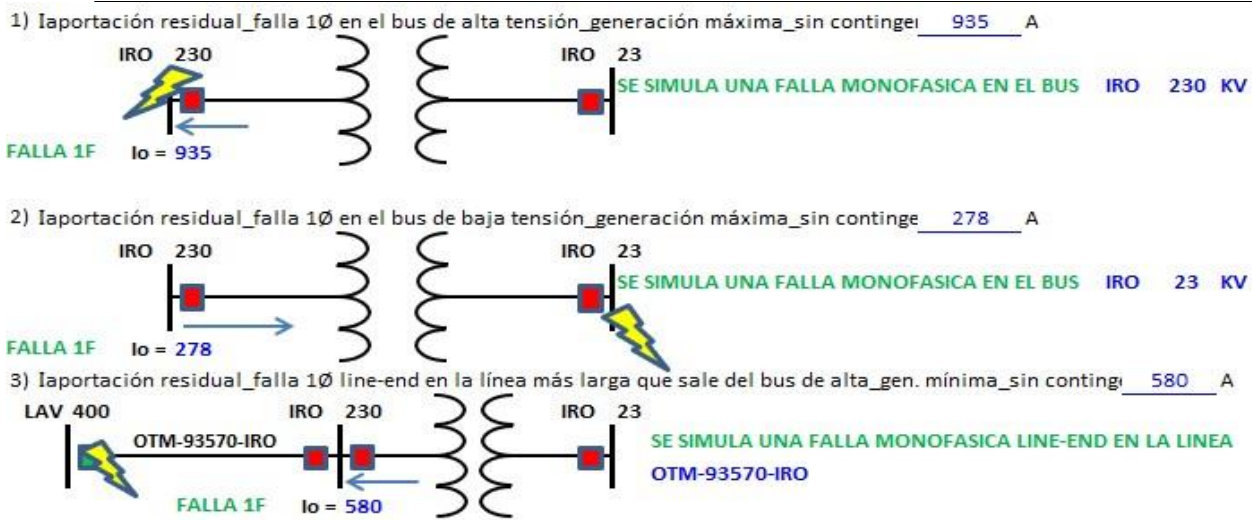 1) Iaportación residual_falla 1Ø en el bus de alta tensión_generación máxima_sin continger 935 A
IRO 230 IRO 23
SE SIMULA UNA FALLA MONOFASICA EN EL BUS IRO 230 KV
FALLA 1F Io = 935
2) Iaportación residual_falla 1Ø en el bus de baja tensión_generación máxima_sin continge 278 A
IRO 230 IRO 23
SE SIMULA UNA FALLA MONOFASICA EN EL BUS IRO 23 KV
FALLA 1F Io = 278
3) Iaportación residual_falla 1Ø line-end en la línea más larga que sale del bus de alta_gen. mínima_sin continge 580 A
LAV 400 IRO 230 IRO 23
OTM-93570-IRO SE SIMULA UNA FALLA MONOFASICA LINE-END EN LA LINEA
OTM-93570-IRO
FALLA 1F Io = 580